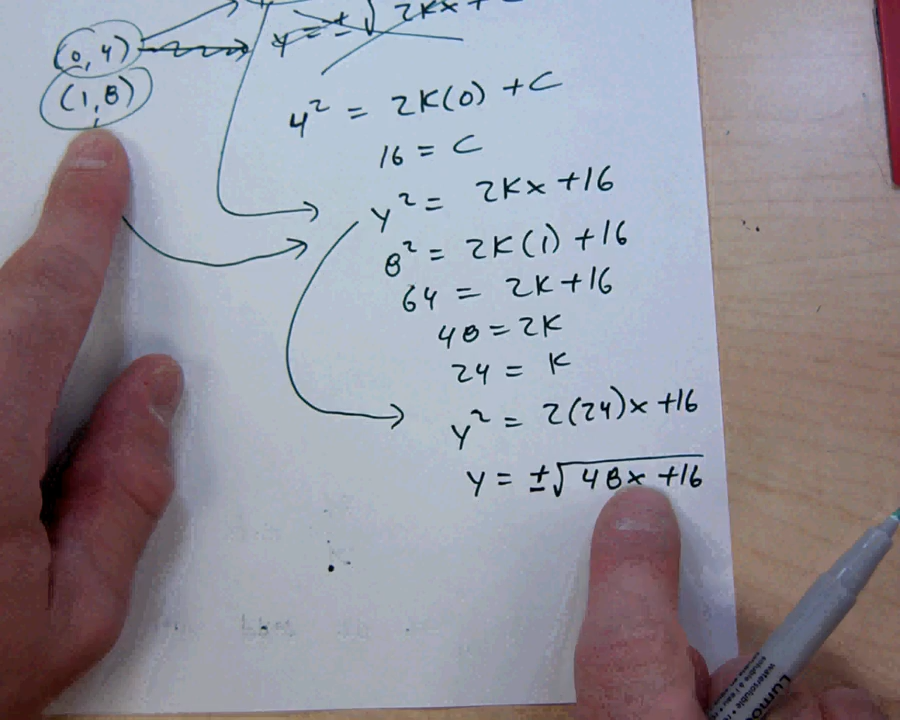 y = ±√2Kx +
(0,4)
(1,8)
4² = 2K(0) + C
16 = C
y² = 2Kx + 16
8² = 2K(1) + 16
64 = 2K + 16
48 = 2K
24 = K
y² = 2(24)x + 16
y = ±√48x + 16